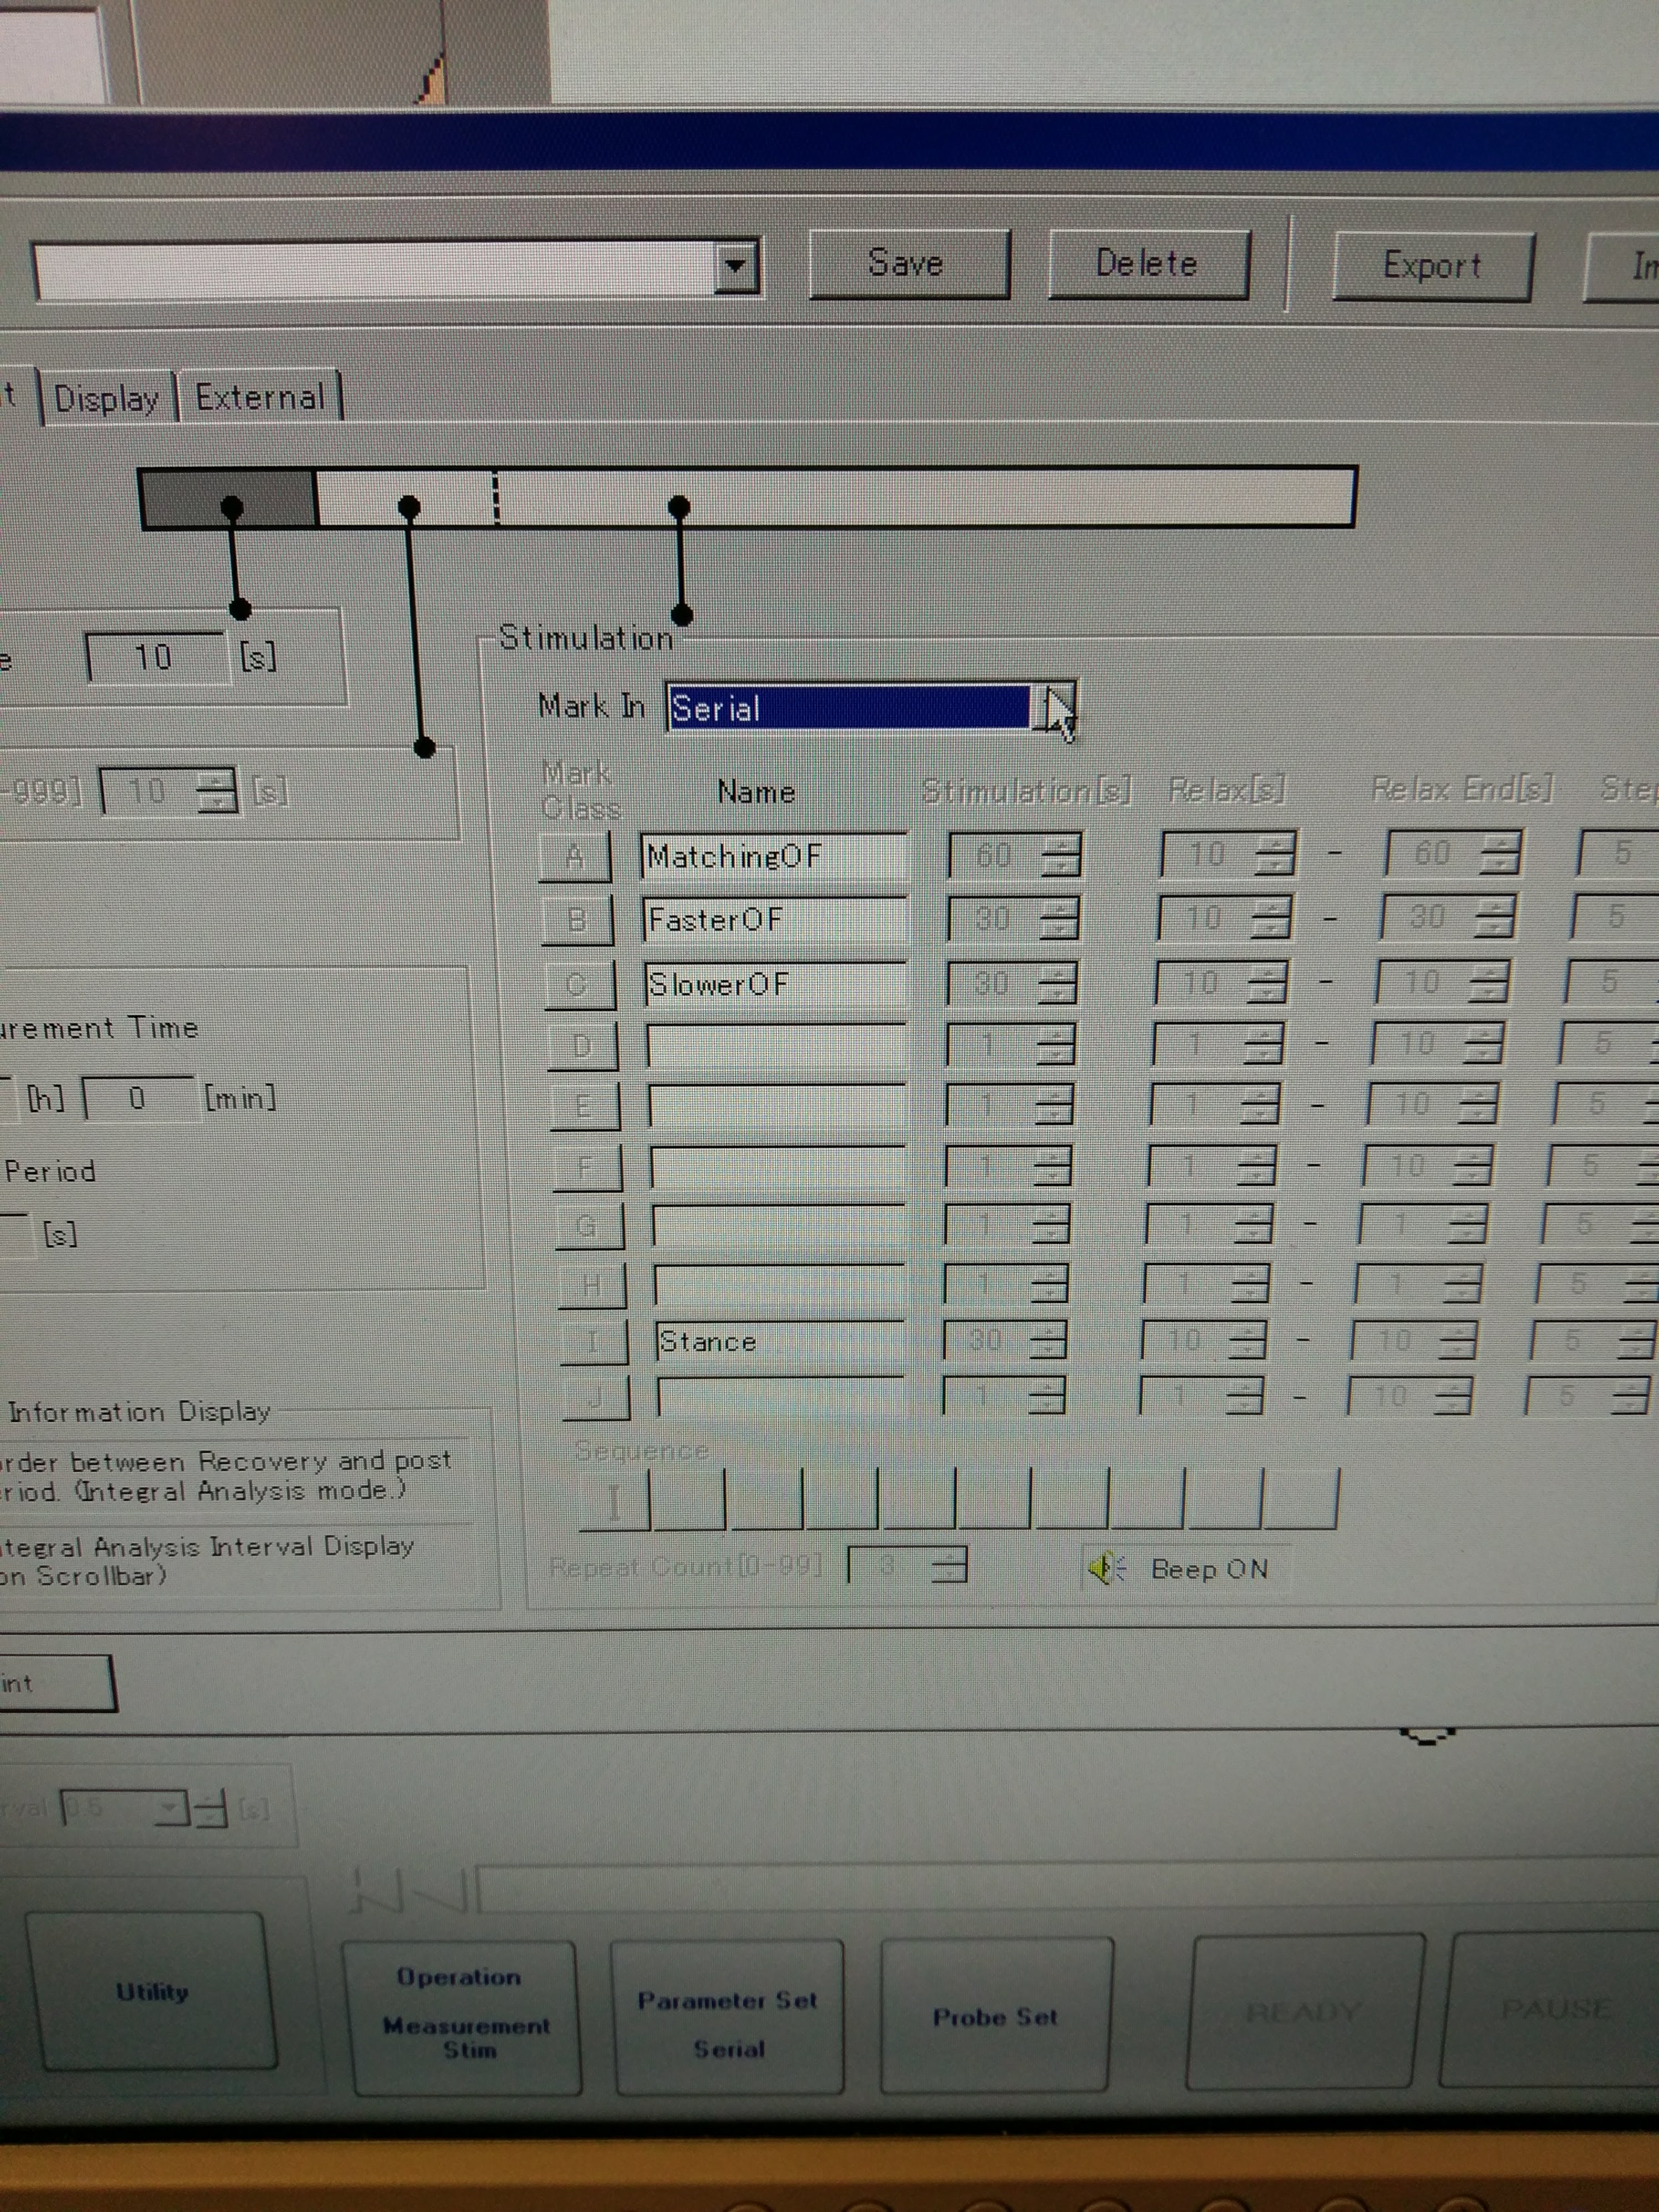 Save Delete Export
Display External
10 [s]
Stimulation
Mark In Serial
-999] 10 [s]
Mark Class Name Stimulation[s] Relax[s] Relax End[s]
A MatchingOF 60 10 - 60 5
B FasterOF 30 10 - 30 5
C SlowerOF 30 10 - 10 5
D 1 1 - 10 5
E 1 1 - 10 5
F 1 1 - 10 5
G 1 1 - 1 5
H 1 1 - 1 5
I Stance 30 10 - 10 5
J 1 1 - 10 5
urement Time
[h] 0 [min]
Period
[s]
Information Display
order between Recovery and post
riod. (Integral Analysis mode.)
tegral Analysis Interval Display
on Scrollbar)
Sequence
I
Repeat Count[0-99] 3 Beep ON
int
rval 0.5 [s]
Utility
Operation
Measurement
Stim
Parameter Set
Serial
Probe Set
READY
PAUSE